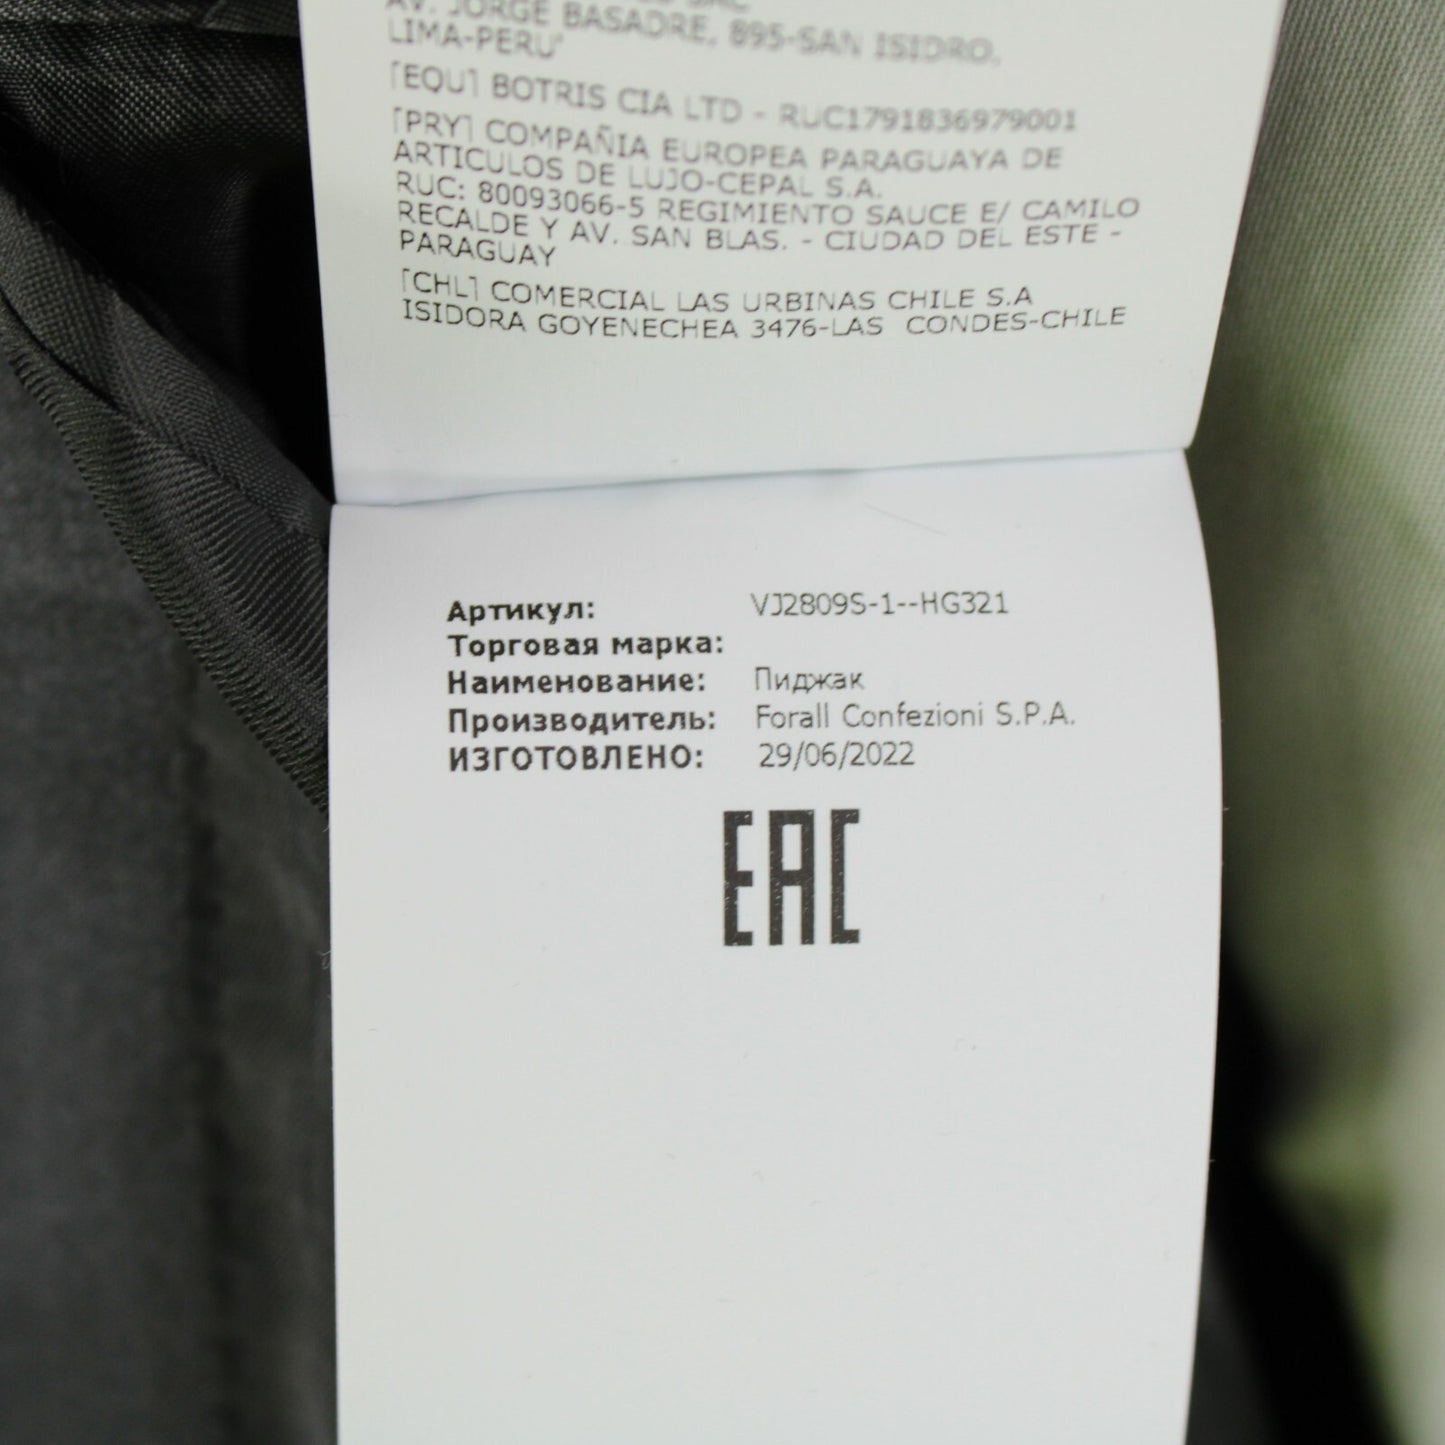 SAC
AV. JORGE BASADRE, 895-SAN ISIDRO,
LIMA-PERU"
[EQU] BOTRIS CIA LTD - RUC1791836979001
[PRY] COMPAÑIA EUROPEA PARAGUAYA DE
ARTICULOS DE LUJO-CEPAL S.A.
RUC: 80093066-5 REGIMIENTO SAUCE E/ CAMILO
RECALDE Y AV. SAN BLAS. - CIUDAD DEL ESTE -
PARAGUAY
[CHL] COMERCIAL LAS URBINAS CHILE S.A
ISIDORA GOYENECHEA 3476-LAS CONDES-CHILE
Артикул: VJ2809S-1--HG321
Торговая марка:
Наименование: Пиджак
Производитель: Forall Confezioni S.P.A.
ИЗГОТОВЛЕНО: 29/06/2022
EAC